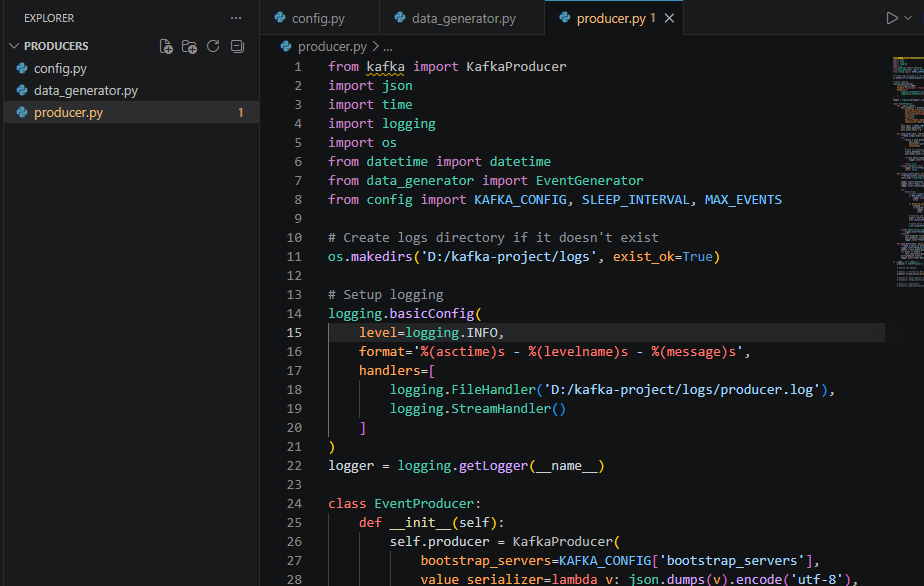 EXPLORER
...
PRODUCERS
config.py
data_generator.py
producer.py 1
config.py
data_generator.py
producer.py 1
producer.py > ...
1 from kafka import KafkaProducer
2 import json
3 import time
4 import logging
5 import os
6 from datetime import datetime
7 from data_generator import EventGenerator
8 from config import KAFKA_CONFIG, SLEEP_INTERVAL, MAX_EVENTS
9
10 # Create logs directory if it doesn't exist
11 os.makedirs('D:/kafka-project/logs', exist_ok=True)
12
13 # Setup logging
14 logging.basicConfig(
15     level=logging.INFO,
16     format='%(asctime)s - %(levelname)s - %(message)s',
17     handlers=[
18         logging.FileHandler('D:/kafka-project/logs/producer.log'),
19         logging.StreamHandler()
20     ]
21 )
22 logger = logging.getLogger(__name__)
23
24 class EventProducer:
25     def __init__(self):
26         self.producer = KafkaProducer(
27             bootstrap_servers=KAFKA_CONFIG['bootstrap_servers'],
28             value_serializer=lambda v: json.dumps(v).encode('utf-8'),